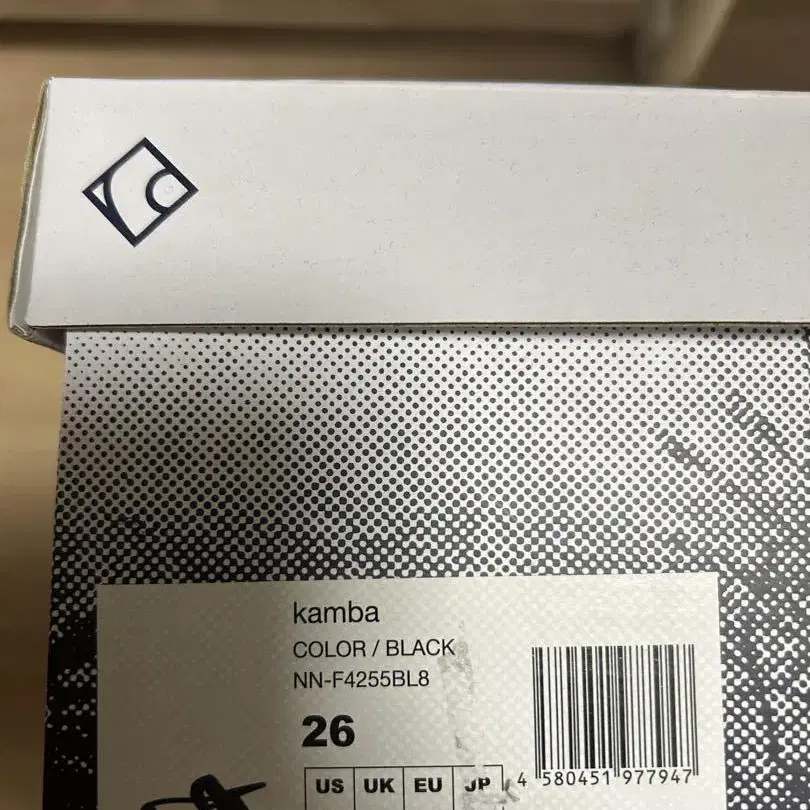 kamba
COLOR / BLACK
NN-F4255BL8
26
US UK EU JP
4 580451 977947